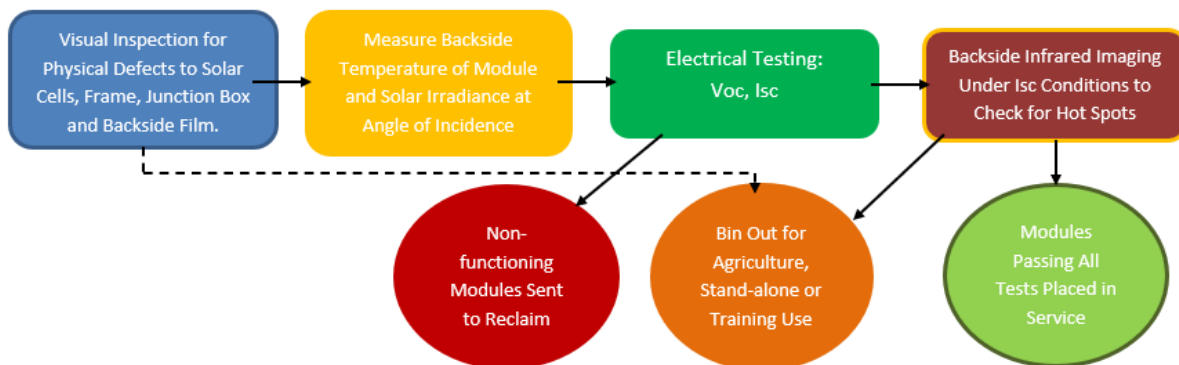 Visual Inspection for
Physical Defects to Solar
Cells, Frame, Junction Box
and Backside Film.
Measure Backside
Temperature of Module
and Solar Irradiance at
Angle of Incidence
Electrical Testing:
Voc, Isc
Backside Infrared Imaging
Under Isc Conditions to
Check for Hot Spots
Non-
functioning
Modules Sent
to Reclaim
Bin Out for
Agriculture,
Stand-alone or
Training Use
Modules
Passing All
Tests Placed in
Service